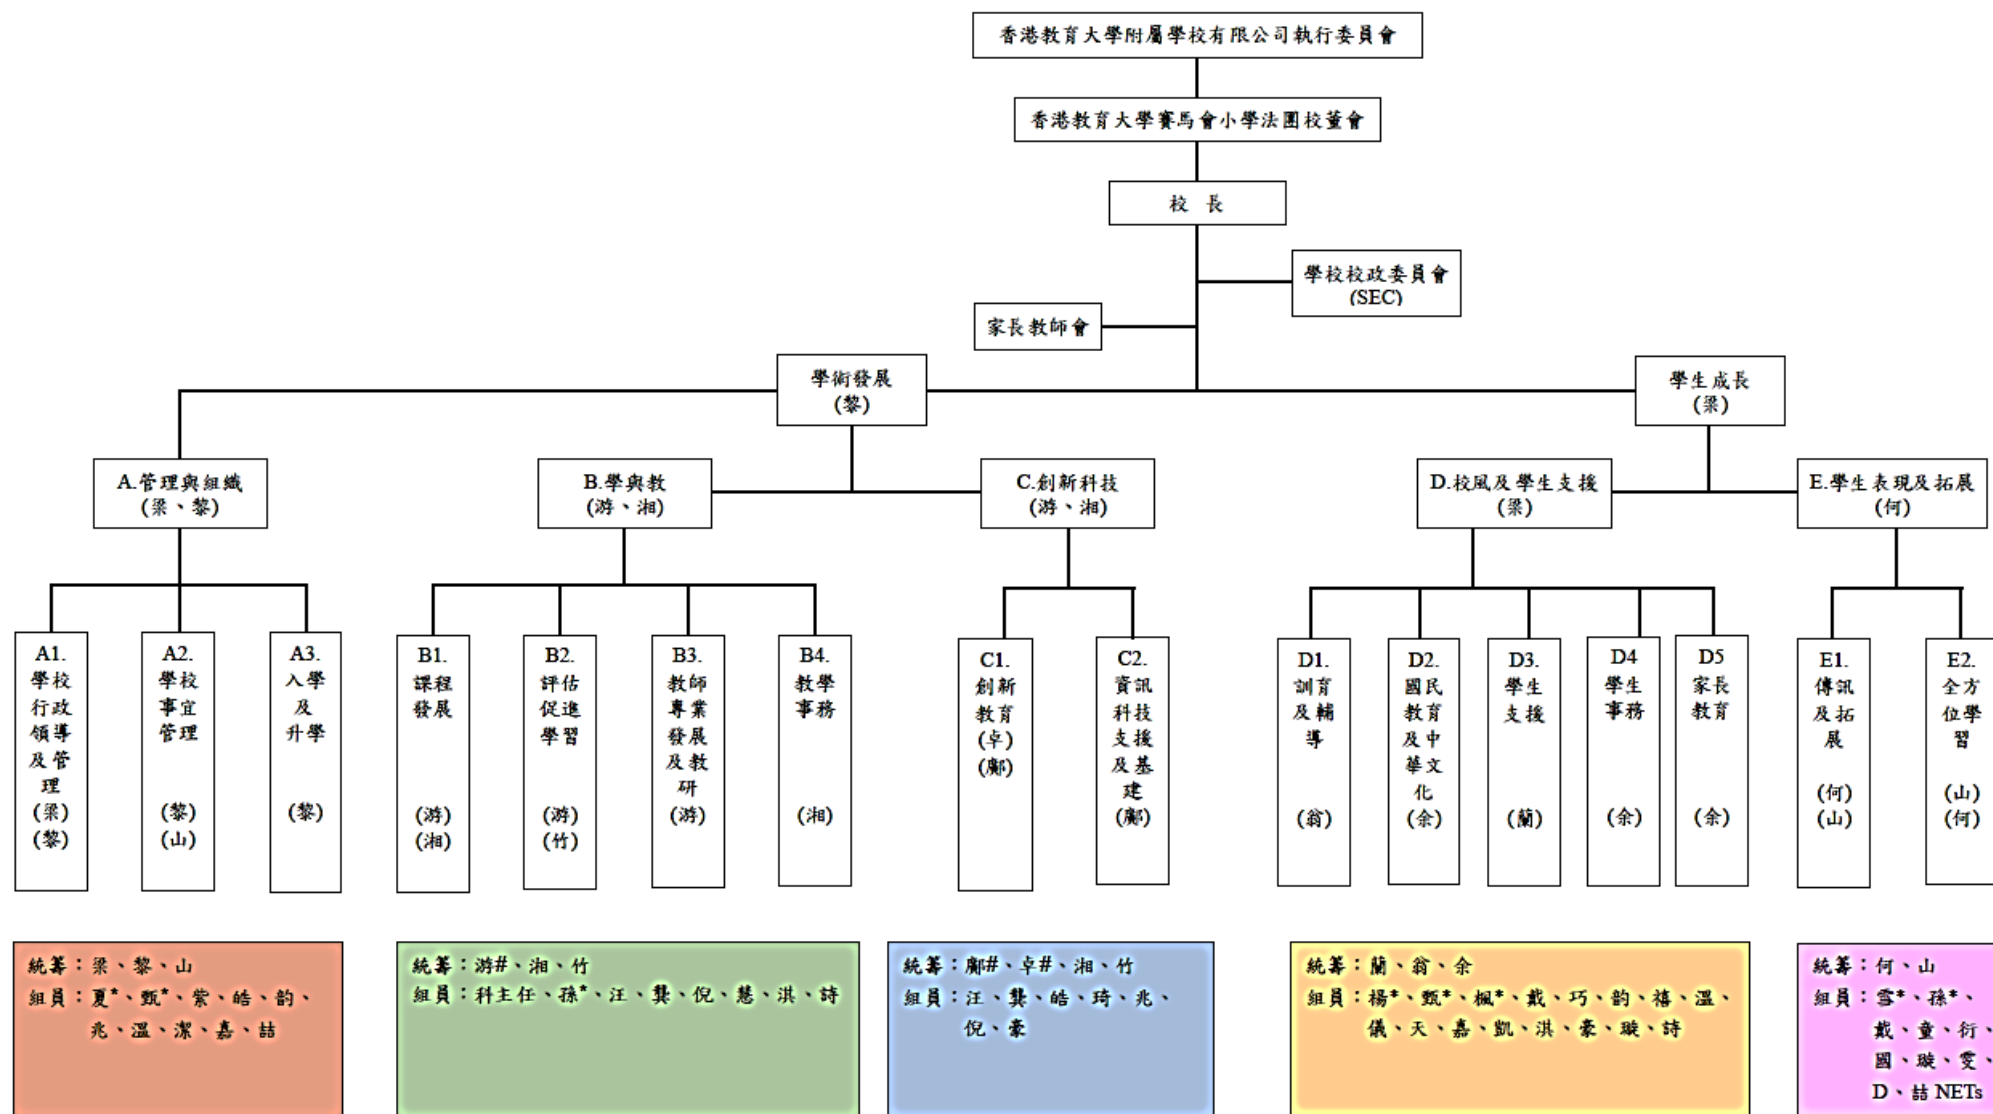 香港教育大學附屬學校有限公司執行委員會
香港教育大學賽馬會小學法團校董會
校 長
學校校政委員會
(SEC)
家長教師會
學術發展
(黎)
學生成長
(梁)
A.管理與組織
(梁、黎)
B.學與教
(游、湘)
C.創新科技
(游、湘)
D.校風及學生支援
(梁)
E.學生表現及拓展
(何)
A1.
學校
行政
領導
及管
理
(梁)
(黎)
A2.
學校
事宜
管理
(黎)
(山)
A3.
入學
及
升學
(黎)
B1.
課程
發展
(游)
(湘)
B2.
評估
促進
學習
(游)
(竹)
B3.
教師
專業
發展
及教
研
(游)
B4.
教學
事務
(湘)
C1.
創新
教育
(卓)
(鄺)
C2.
資訊
科技
支援
及基
建
(鄺)
D1.
訓育
及輔
導
(翁)
D2.
國民
教育
及中
華文
化
(余)
D3.
學生
支援
(蘭)
D4
學生
事務
(余)
D5
家長
教育
(余)
E1.
傳訊
及拓
展
(何)
(山)
E2.
全方
位學
習
(山)
(何)
統籌：梁、黎、山
組員：夏*、甄*、紫、皓、韵、
兆、溫、潔、嘉、喆
統籌：游#、湘、竹
組員：科主任、孫*、汪、龔、倪、慧、淇、詩
統籌：鄺#、卓#、湘、竹
組員：汪、龔、皓、琦、兆、
倪、豪
統籌：蘭、翁、余
組員：楊*、甄*、楓*、戴、巧、韵、禧、溫、
儀、天、嘉、凱、淇、豪、璇、詩
統籌：何、山
組員：雪*、孫*、
戴、童、衍、
國、璇、雯、
D、喆 NETs